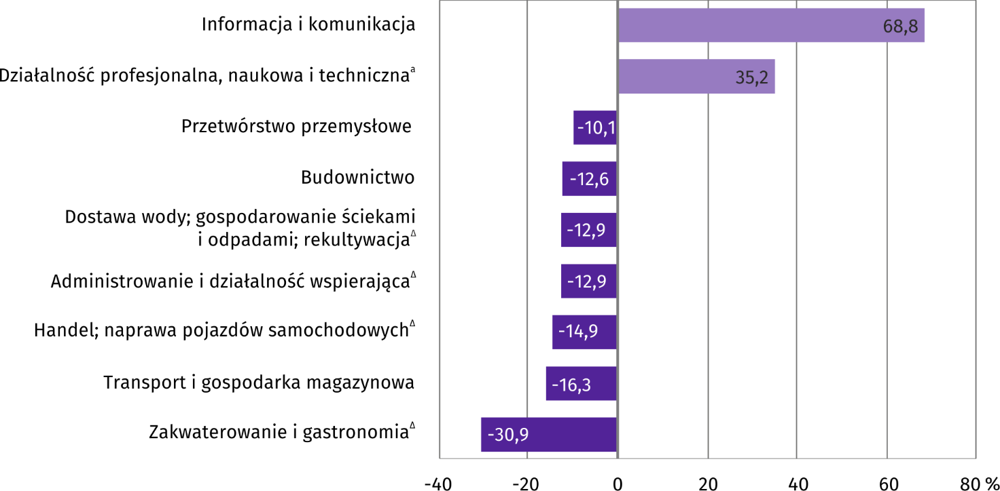 Informacja i komunikacja
68,8
Działalność profesjonalna, naukowa i technicznaª
35,2
Przetwórstwo przemysłowe
-10,1
Budownictwo
-12,6
Dostawa wody; gospodarowanie ściekami
i odpadami; rekultywacjaΔ
-12,9
Administrowanie i działalność wspierającaΔ
-12,9
Handel; naprawa pojazdów samochodowychΔ
-14,9
Transport i gospodarka magazynowa
-16,3
Zakwaterowanie i gastronomiaΔ
-30,9
-40 -20 0 20 40 60 80 %